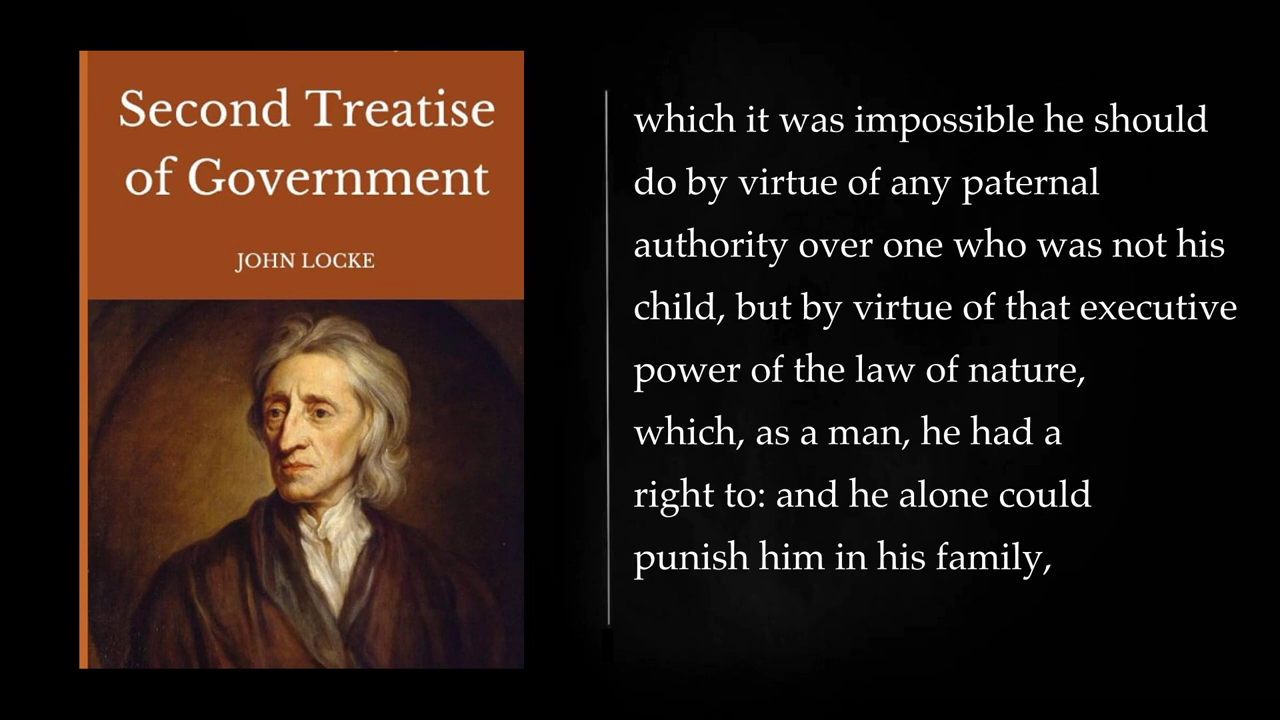 Second Treatise
of Government
JOHN LOCKE
which it was impossible he should
do by virtue of any paternal
authority over one who was not his
child, but by virtue of that executive
power of the law of nature,
which, as a man, he had a
right to: and he alone could
punish him in his family,